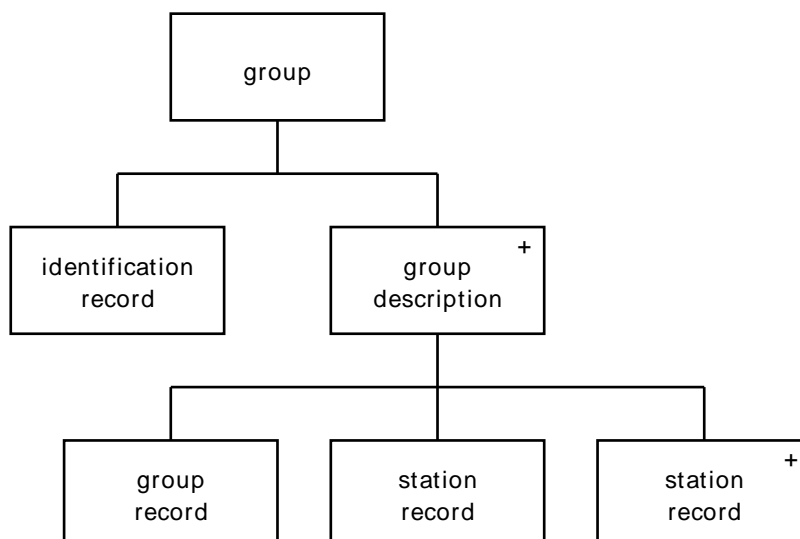 group
identification
record
+
group
description
group
record
station
record
+
station
record